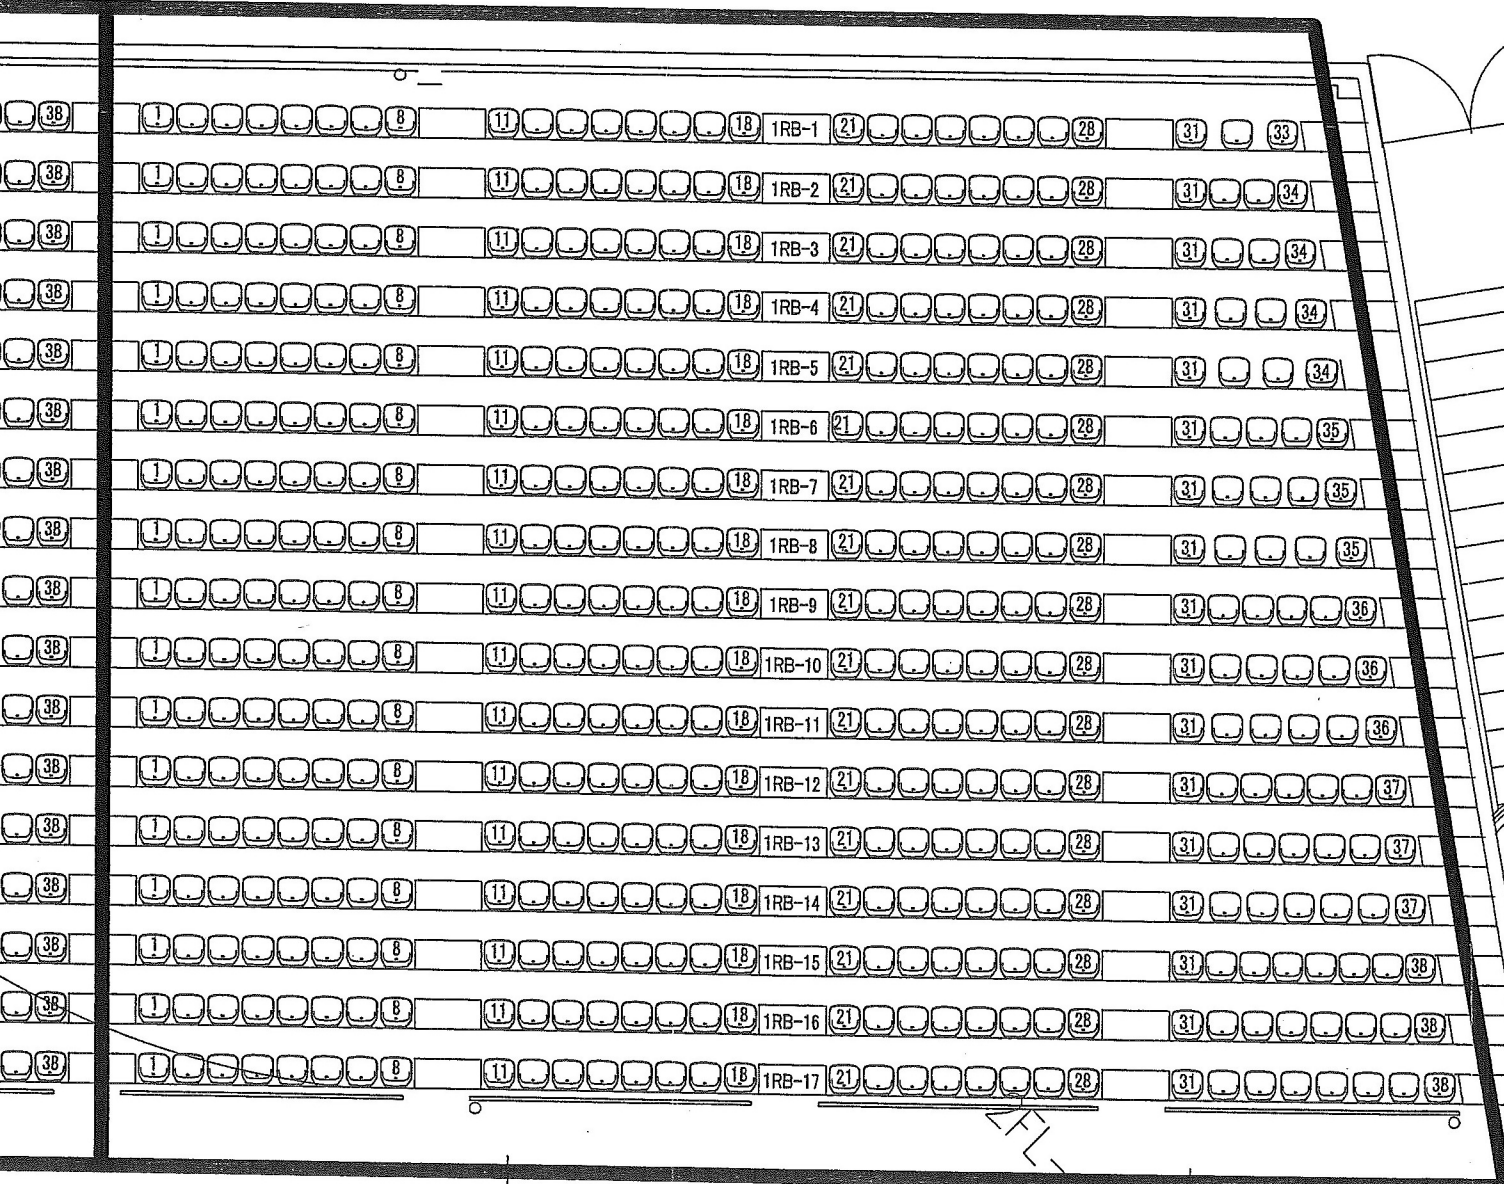 38 1 8 11 18 1RB-1 21 28 31 33
38 1 8 11 18 1RB-2 21 28 31 34
38 1 8 11 18 1RB-3 21 28 31 34
38 1 8 11 18 1RB-4 21 28 31 34
38 1 8 11 18 1RB-5 21 28 31 34
38 1 8 11 18 1RB-6 21 28 31 35
38 1 8 11 18 1RB-7 21 28 31 35
38 1 8 11 18 1RB-8 21 28 31 35
38 1 8 11 18 1RB-9 21 28 31 36
38 1 8 11 18 1RB-10 21 28 31 36
38 1 8 11 18 1RB-11 21 28 31 36
38 1 8 11 18 1RB-12 21 28 31 37
38 1 8 11 18 1RB-13 21 28 31 37
38 1 8 11 18 1RB-14 21 28 31 37
38 1 8 11 18 1RB-15 21 28 31 38
38 1 8 11 18 1RB-16 21 28 31 38
38 1 8 11 18 1RB-17 21 28 31 38
2FL